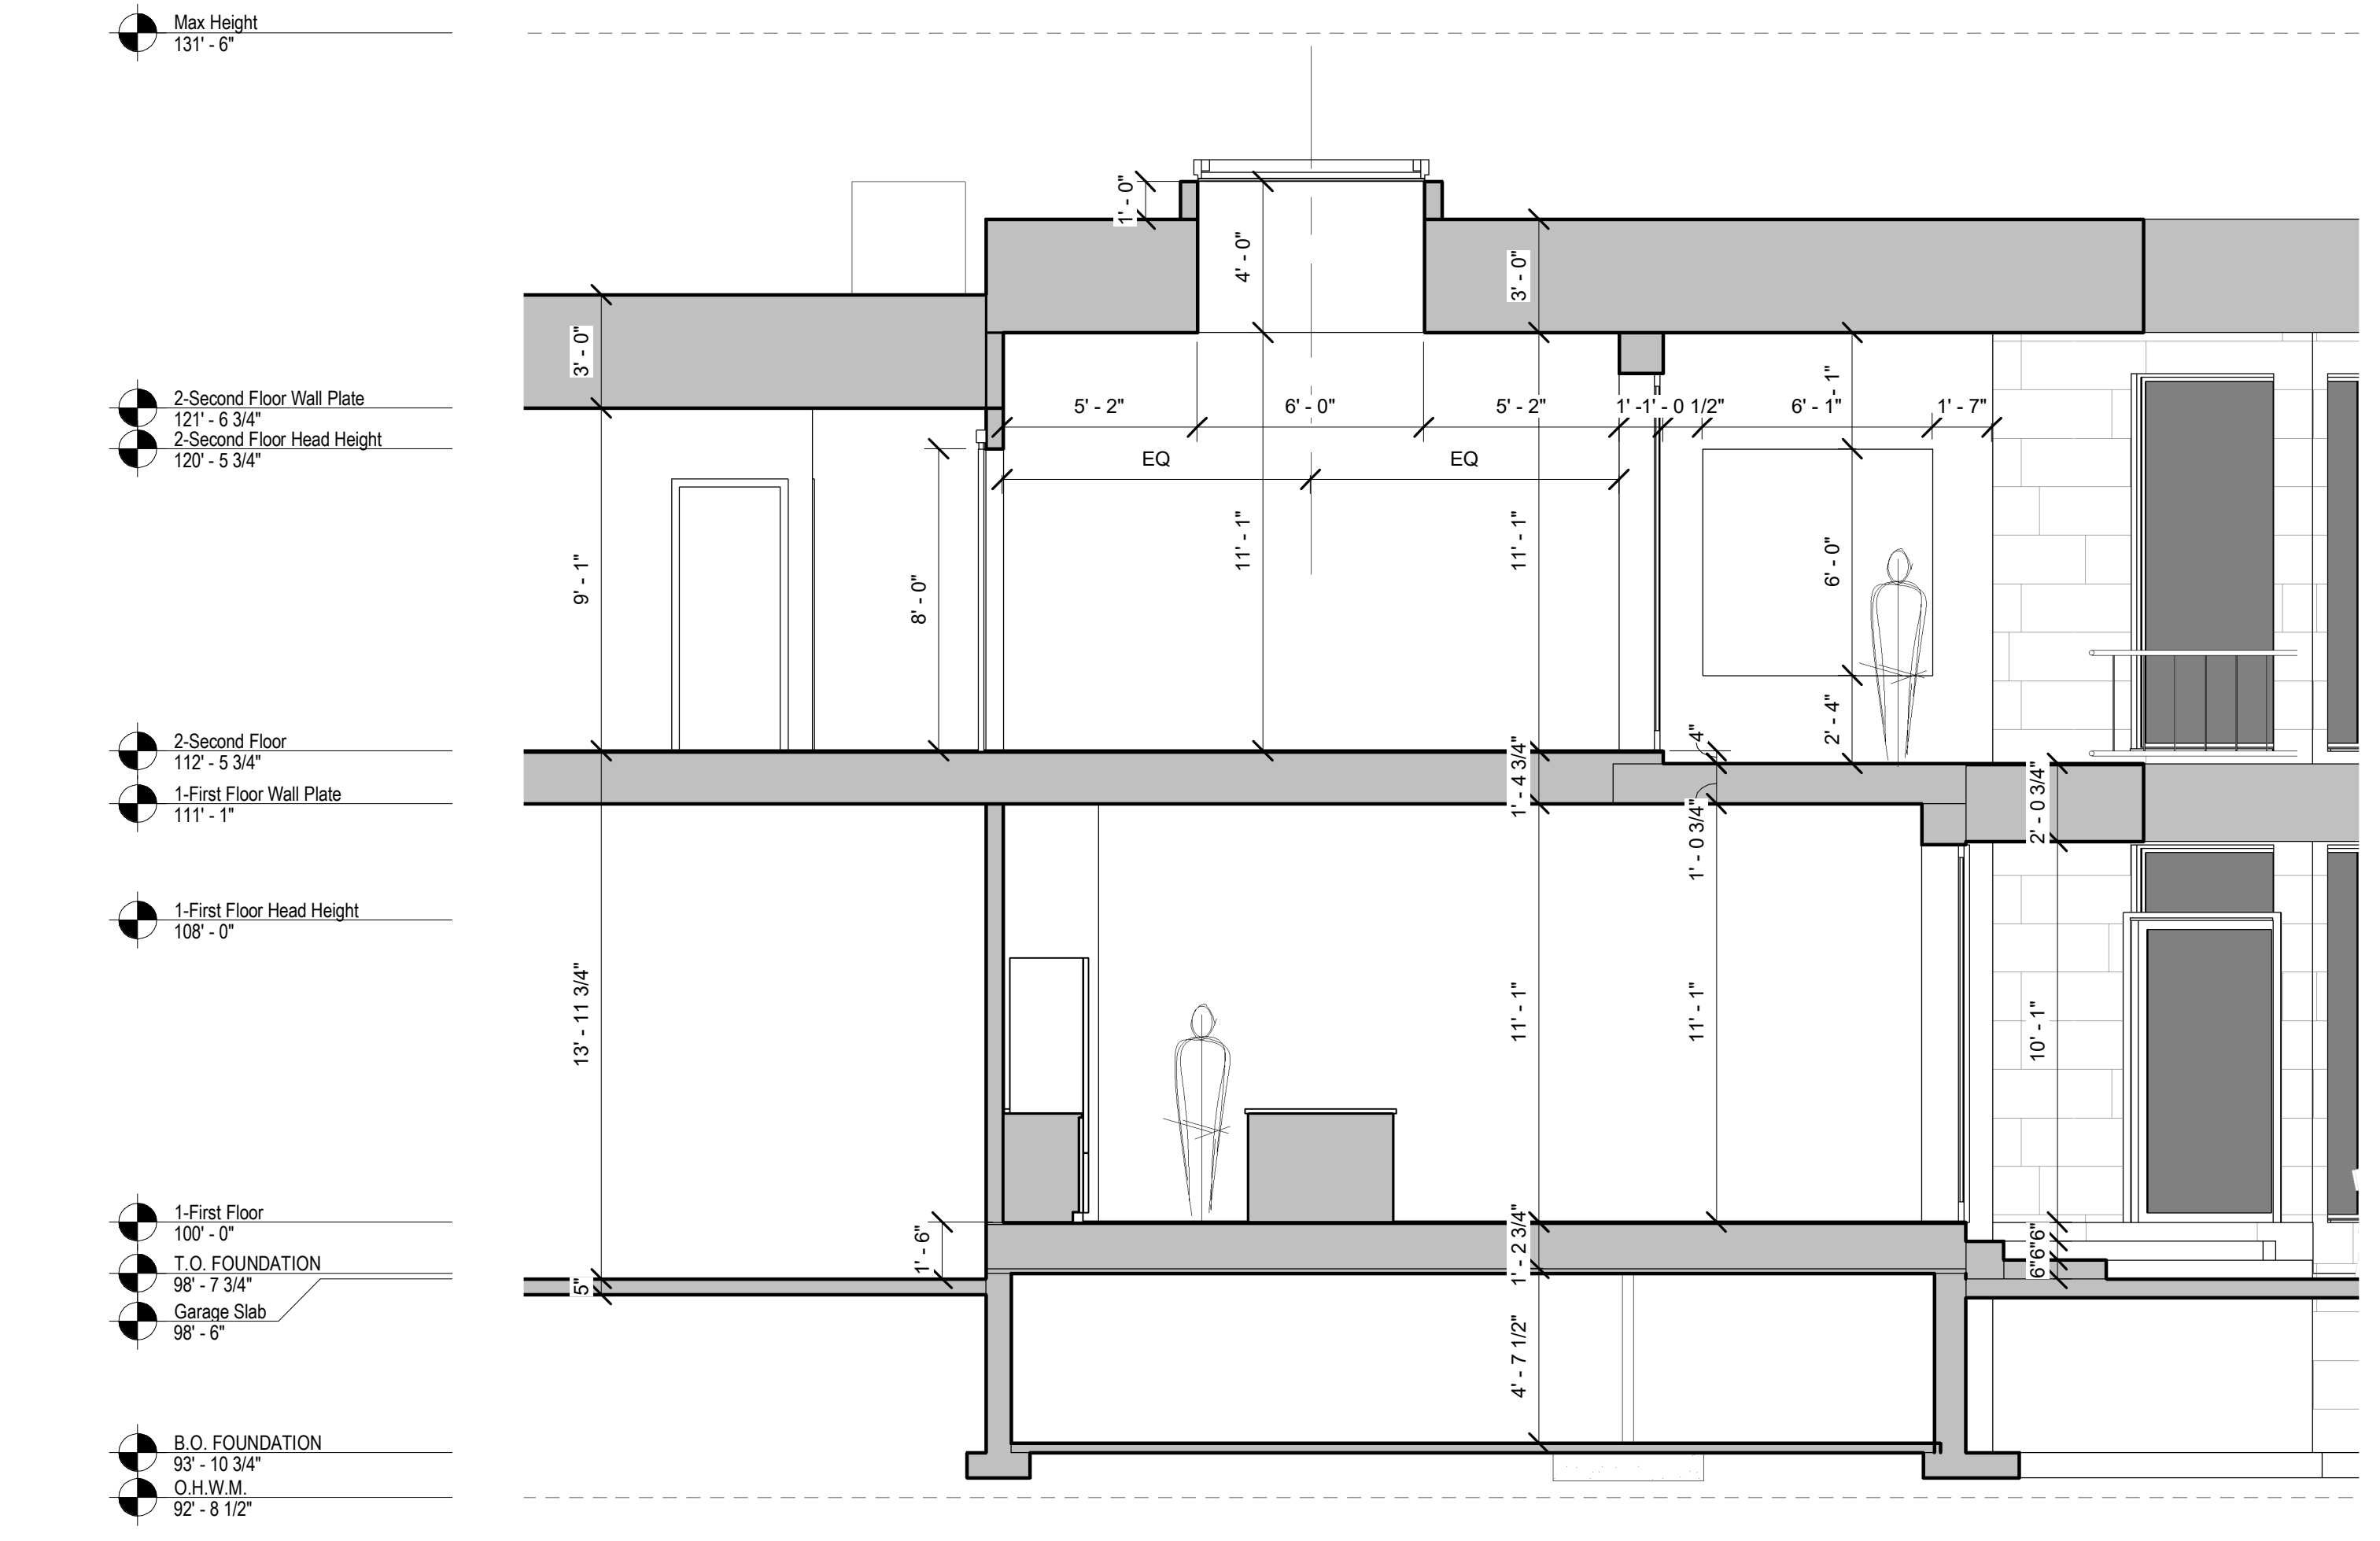 Max Height
131' - 6"
1' - 0"
4' - 0"
3' - 0"
3' - 0"
2-Second Floor Wall Plate
121' - 6 3/4"
2-Second Floor Head Height
120' - 5 3/4"
5' - 2"
6' - 0"
5' - 2"
1' -1' - 0 1/2"
6' - 1"
1' - 7"
- 1"
EQ
EQ
9' - 1"
8' - 0"
11' - 1"
11' - 1"
6' - 0"
2' - 4"
2-Second Floor
112' - 5 3/4"
1' - 4 3/4"
4"
2' - 0 3/4"
1-First Floor Wall Plate
111' - 1"
1' - 0 3/4"
1-First Floor Head Height
108' - 0"
13' - 11 3/4"
11' - 1"
11' - 1"
10' - 1"
1-First Floor
100' - 0"
1' - 6"
1' - 2 3/4"
6"6"6"
T.O. FOUNDATION
98' - 7 3/4"
5"
Garage Slab
98' - 6"
4' - 7 1/2"
B.O. FOUNDATION
93' - 10 3/4"
O.H.W.M.
92' - 8 1/2"